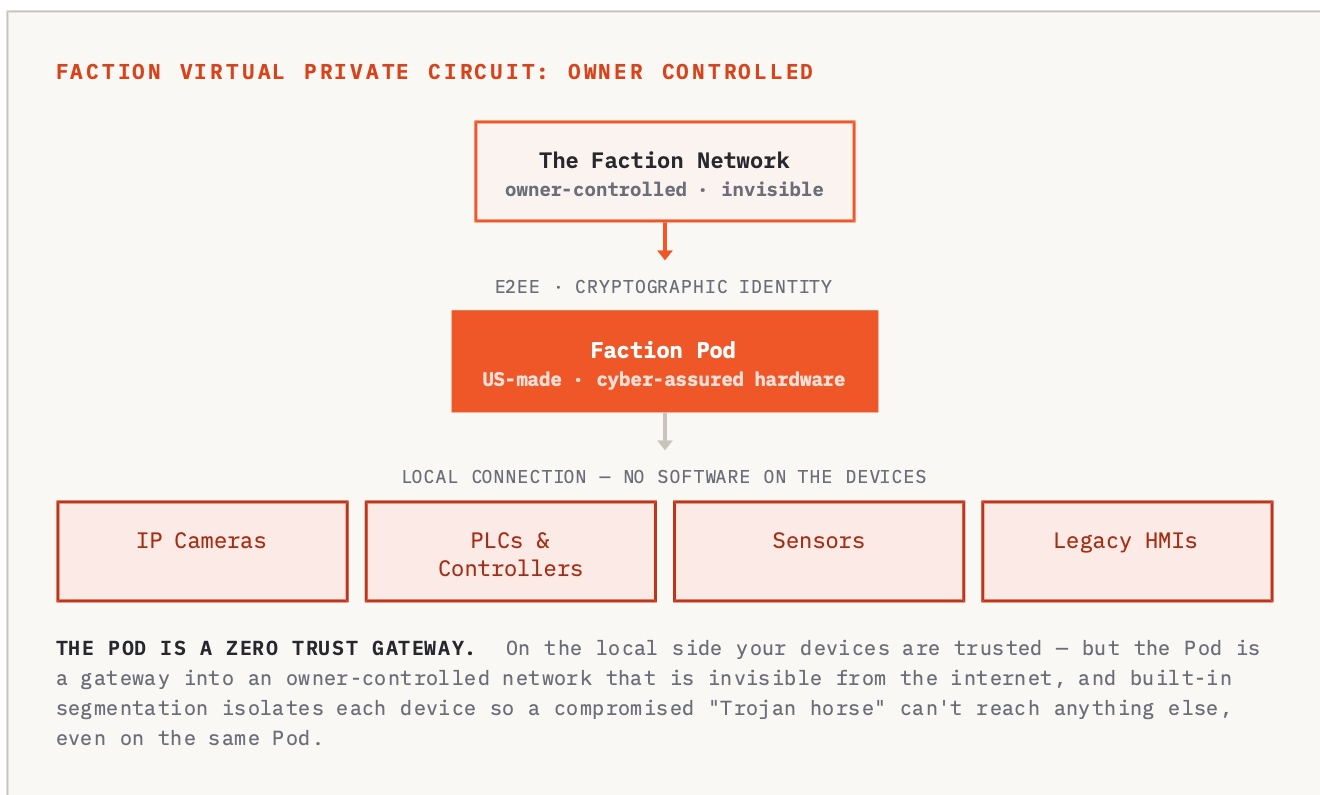 FACTION VIRTUAL PRIVATE CIRCUIT: OWNER CONTROLLED
The Faction Network
owner-controlled · invisible
E2EE · CRYPTOGRAPHIC IDENTITY
Faction Pod
US-made · cyber-assured hardware
LOCAL CONNECTION — NO SOFTWARE ON THE DEVICES
IP Cameras
PLCs &
Controllers
Sensors
Legacy HMIs
THE POD IS A ZERO TRUST GATEWAY. On the local side your devices are trusted — but the Pod is
a gateway into an owner-controlled network that is invisible from the internet, and built-in
segmentation isolates each device so a compromised "Trojan horse" can't reach anything else,
even on the same Pod.